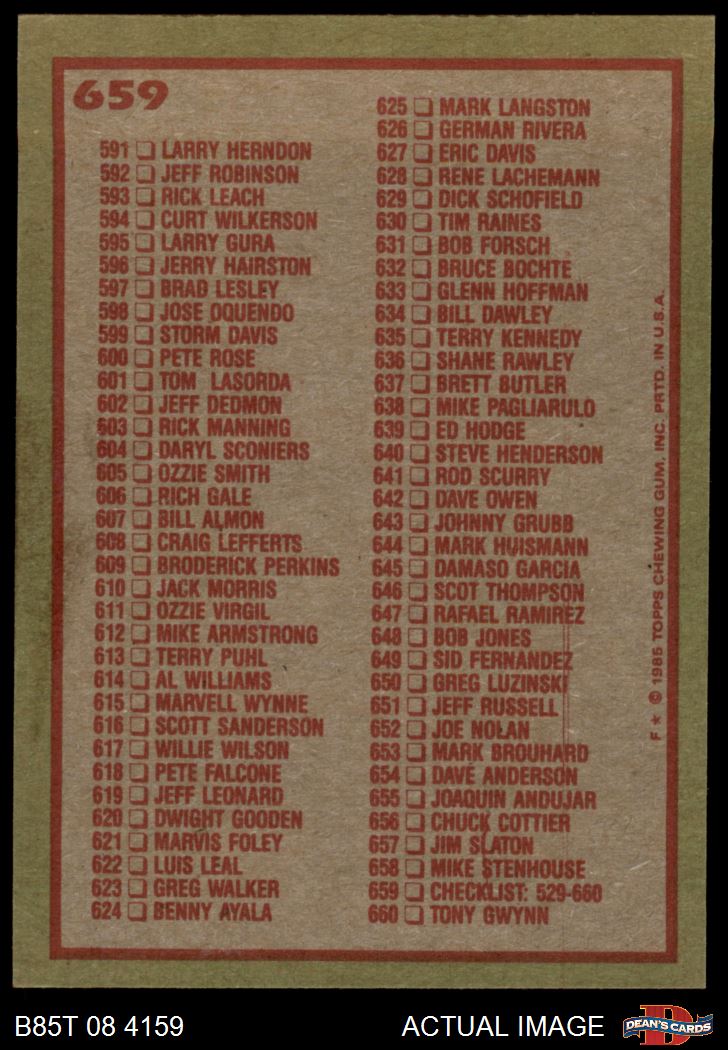 659
591 LARRY HERNDON
592 JEFF ROBINSON
593 RICK LEACH
594 CURT WILKERSON
595 LARRY GURA
596 JERRY HAIRSTON
597 BRAD LESLEY
598 JOSE OQUENDO
599 STORM DAVIS
600 PETE ROSE
601 TOM LASORDA
602 JEFF DEDMON
603 RICK MANNING
604 DARYL SCONIERS
605 OZZIE SMITH
606 RICH GALE
607 BILL ALMON
608 CRAIG LEFFERTS
609 BRODERICK PERKINS
610 JACK MORRIS
611 OZZIE VIRGIL
612 MIKE ARMSTRONG
613 TERRY PUHL
614 AL WILLIAMS
615 MARVELL WYNNE
616 SCOTT SANDERSON
617 WILLIE WILSON
618 PETE FALCONE
619 JEFF LEONARD
620 DWIGHT GOODEN
621 MARVIS FOLEY
622 LUIS LEAL
623 GREG WALKER
624 BENNY AYALA
625 MARK LANGSTON
626 GERMAN RIVERA
627 ERIC DAVIS
628 RENE LACHEMANN
629 DICK SCHOFIELD
630 TIM RAINES
631 BOB FORSCH
632 BRUCE BOCHTE
633 GLENN HOFFMAN
634 BILL DAWLEY
635 TERRY KENNEDY
636 SHANE RAWLEY
637 BRETT BUTLER
638 MIKE PAGLIARULO
639 ED HODGE
640 STEVE HENDERSON
641 ROD SCURRY
642 DAVE OWEN
643 JOHNNY GRUBB
644 MARK HUISMANN
645 DAMASO GARCIA
646 SCOT THOMPSON
647 RAFAEL RAMIREZ
648 BOB JONES
649 SID FERNANDEZ
650 GREG LUZINSKI
651 JEFF RUSSELL
652 JOE NOLAN
653 MARK BROUHARD
654 DAVE ANDERSON
655 JOAQUIN ANDUJAR
656 CHUCK COTTIER
657 JIM SLATON
658 MIKE STENHOUSE
659 CHECKLIST: 529-660
660 TONY GWYNN
F * © 1985 TOPPS CHEWING GUM, INC. PRTD. IN U.S.A.
B85T 08 4159
ACTUAL IMAGE
D
DEAN'S CARDS